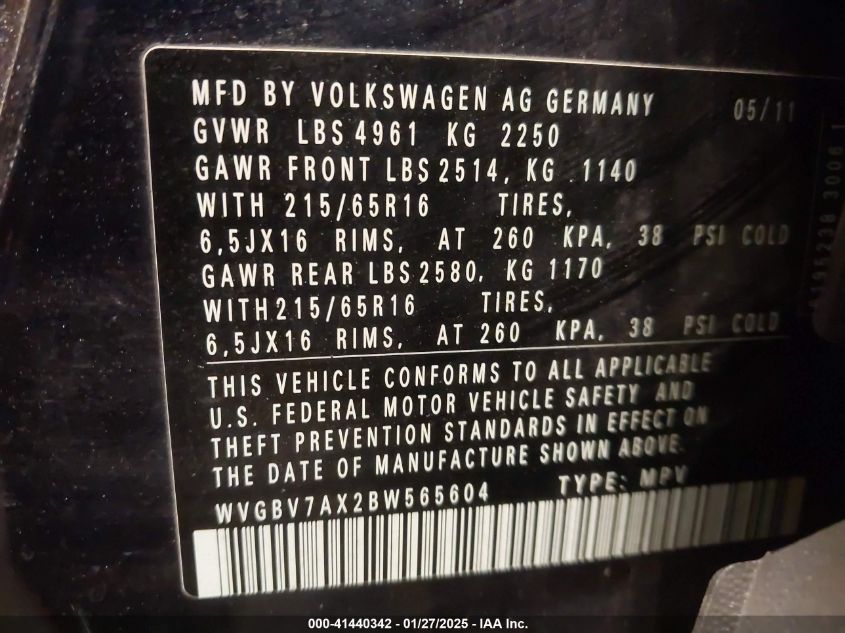 MFD BY VOLKSWAGEN AG GERMANY 05/11
GVWR LBS 4961 KG 2250
GAWR FRONT LBS 2514, KG .1140
WITH 215/65R16 TIRES,
6,5JX16 RIMS, AT 260 KPA, 38 PSI COLD
GAWR REAR LBS 2580, KG 1170
WITH 215/65R16 TIRES,
6,5JX16 RIMS, AT 260 KPA, 38 PSI COLD
THIS VEHICLE CONFORMS TO ALL APPLICABLE
U.S. FEDERAL MOTOR VEHICLE SAFETY AND
THEFT PREVENTION STANDARDS IN EFFECT ON
THE DATE OF MANUFACTURE SHOWN ABOVE.
WVGBV7AX2BW565604 TYPE: MPV
000-41440342 - 01/27/2025 - IAA Inc.